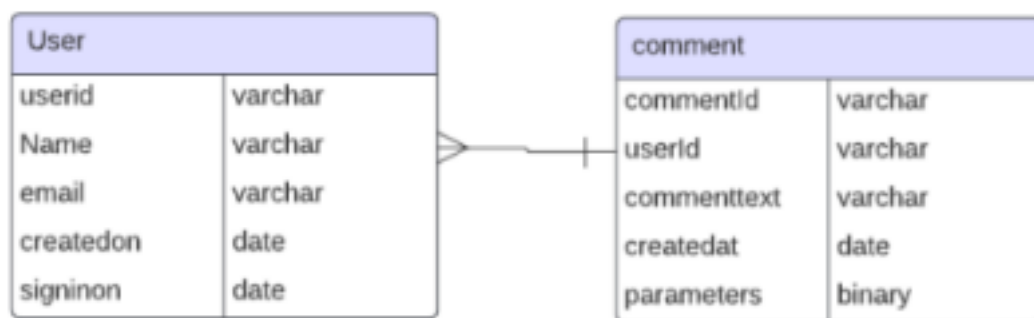 User
userid varchar
Name varchar
email varchar
createdon date
signinon date
comment
commentId varchar
userId varchar
commenttext varchar
createdat date
parameters binary